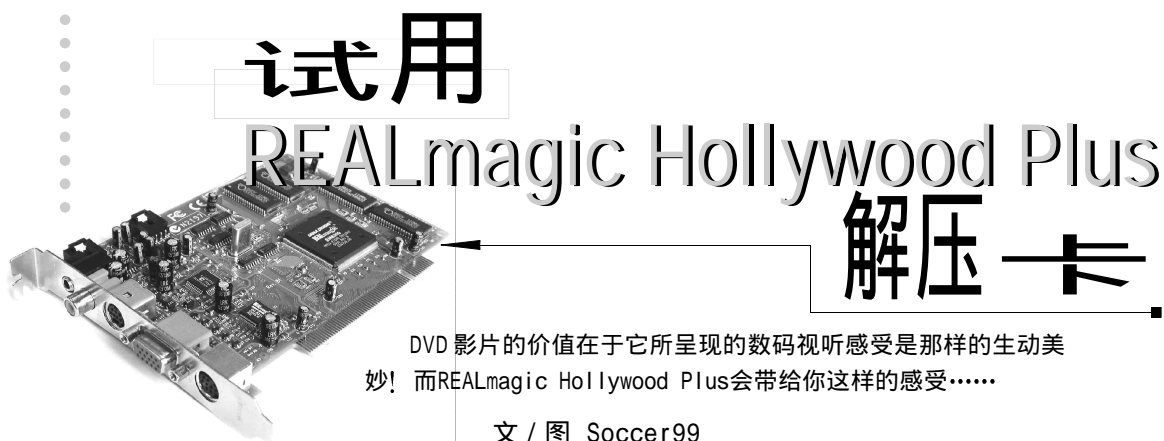 试用
REALmagic Hollywood Plus
解压卡
DVD 影片的价值在于它所呈现的数码视听感受是那样的生动美
妙！而REALmagic Hollywood Plus会带给你这样的感受……
文 / 图 Soccer99